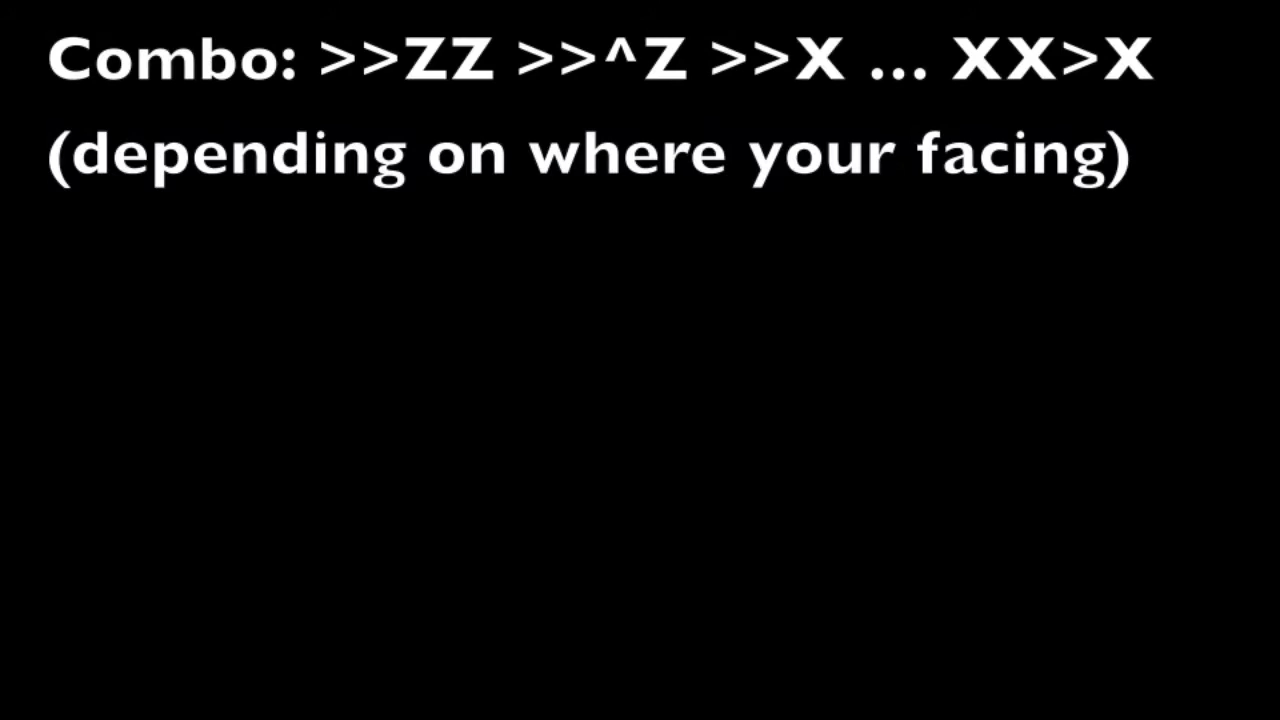 Combo: >>ZZ >>^Z >>X ... XX>X
(depending on where your facing)